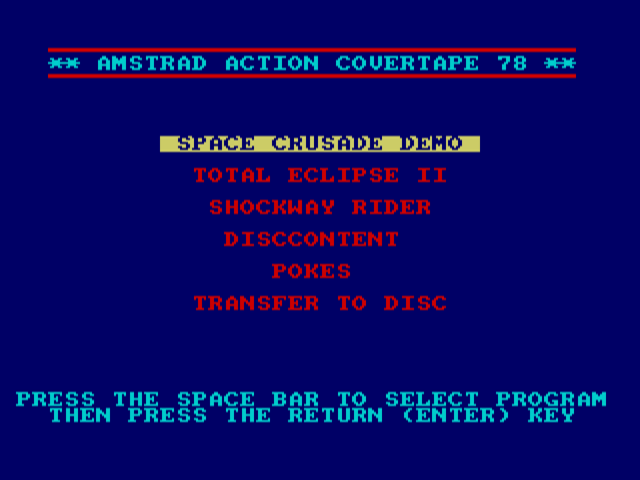 ** AMSTRAD ACTION COVERTAPE 78 **
SPACE CRUSADE DEMO
TOTAL ECLIPSE II
SHOCKWAY RIDER
DISCCONTENT
POKES
TRANSFER TO DISC
PRESS THE SPACE BAR TO SELECT PROGRAM
THEN PRESS THE RETURN (ENTER) KEY